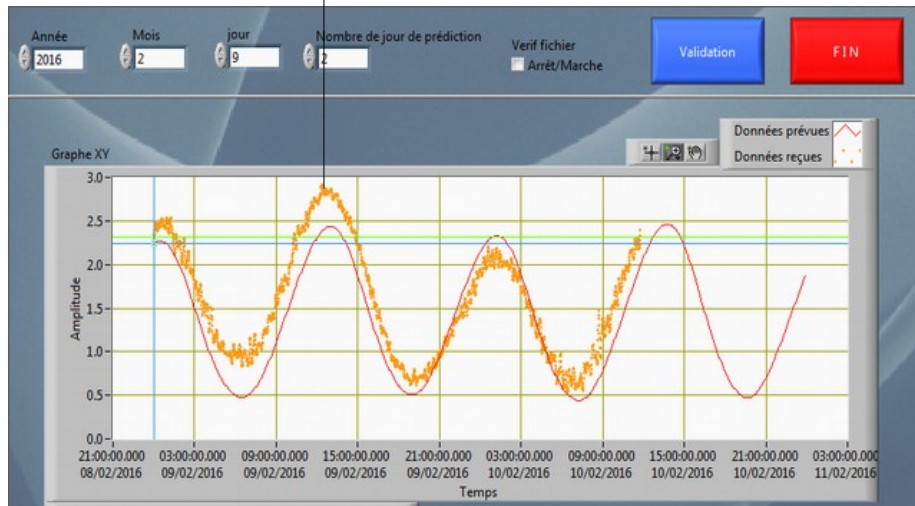 Année Mois jour Nombre de jour de prédiction
2016 2 9 2
Verif fichier
Arrét/Marche
Validation
FIN
Données prévues
Données reçues
Graphe XY
3.0
2.5
2.0
1.5
1.0
0.5
0.0
Amplitude
21:00:00.000 03:00:00.000 09:00:00.000 15:00:00.000 21:00:00.000 03:00:00.000 09:00:00.000 15:00:00.000 21:00:00.000 03:00:00.000
08/02/2016 09/02/2016 09/02/2016 09/02/2016 09/02/2016 10/02/2016 10/02/2016 10/02/2016 10/02/2016 11/02/2016
Temps